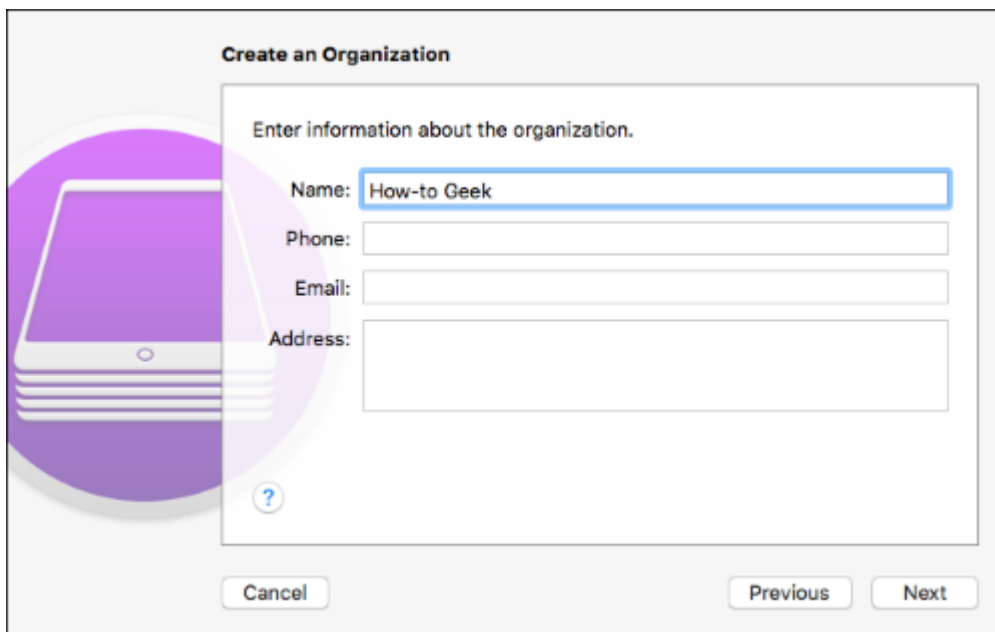 Create an Organization
Enter information about the organization.
Name: How-to Geek
Phone:
Email:
Address:
?
Cancel Previous Next